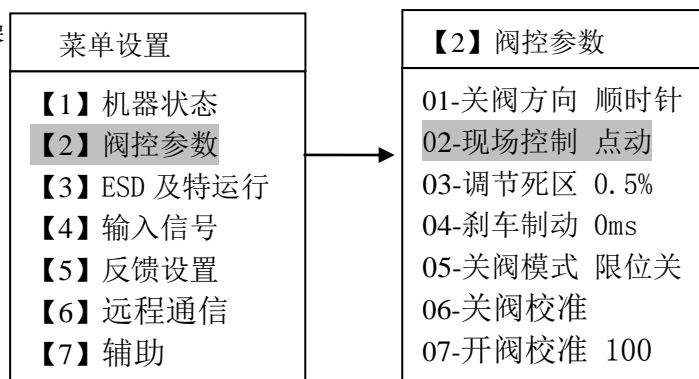 菜单设置
【1】机器状态
【2】阀控参数
【3】ESD 及特运行
【4】输入信号
【5】反馈设置
【6】远程通信
【7】辅助
【2】阀控参数
01-关阀方向 顺时针
02-现场控制 点动
03-调节死区 0.5%
04-刹车制动 0ms
05-关阀模式 限位关
06-关阀校准
07-开阀校准 100